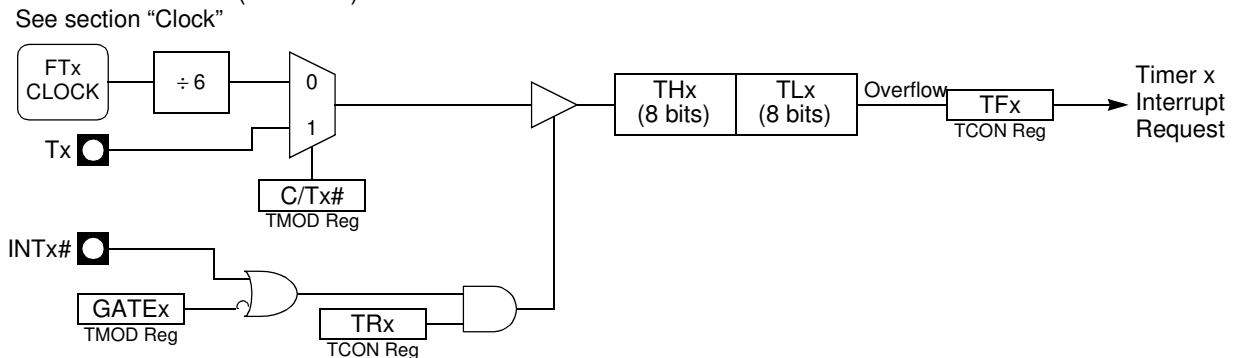 See section “Clock”
FTx
CLOCK
÷ 6
0
1
Tx
C/Tx#
TMOD Reg
THx
(8 bits)
TLx
(8 bits)
Overflow
TFx
TCON Reg
Timer x
Interrupt
Request
INTx#
GATEx
TMOD Reg
TRx
TCON Reg